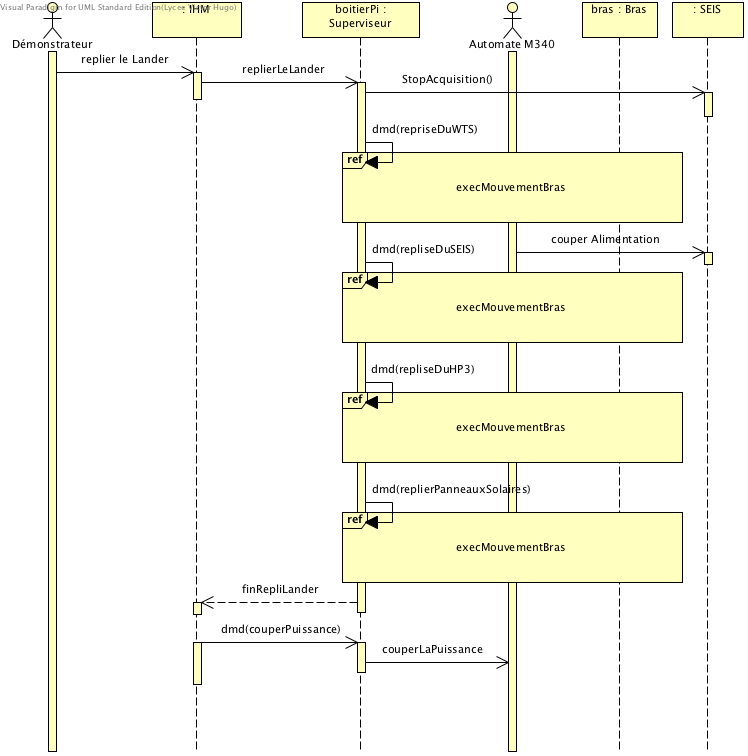 Visual Paradigm for UML Standard Edition(Lycee Victor Hugo)
: IHM
boitierPi :
Superviseur
bras : Bras
: SEIS
Démonstrateur
Automate M340
replier le Lander
replierLeLander
StopAcquisition()
dmd(repriseDuWTS)
ref
execMouvementBras
couper Alimentation
dmd(repliseDuSEIS)
ref
execMouvementBras
dmd(repliseDuHP3)
ref
execMouvementBras
dmd(replierPanneauxSolaires)
ref
execMouvementBras
finRepliLander
dmd(couperPuissance)
couperLaPuissance